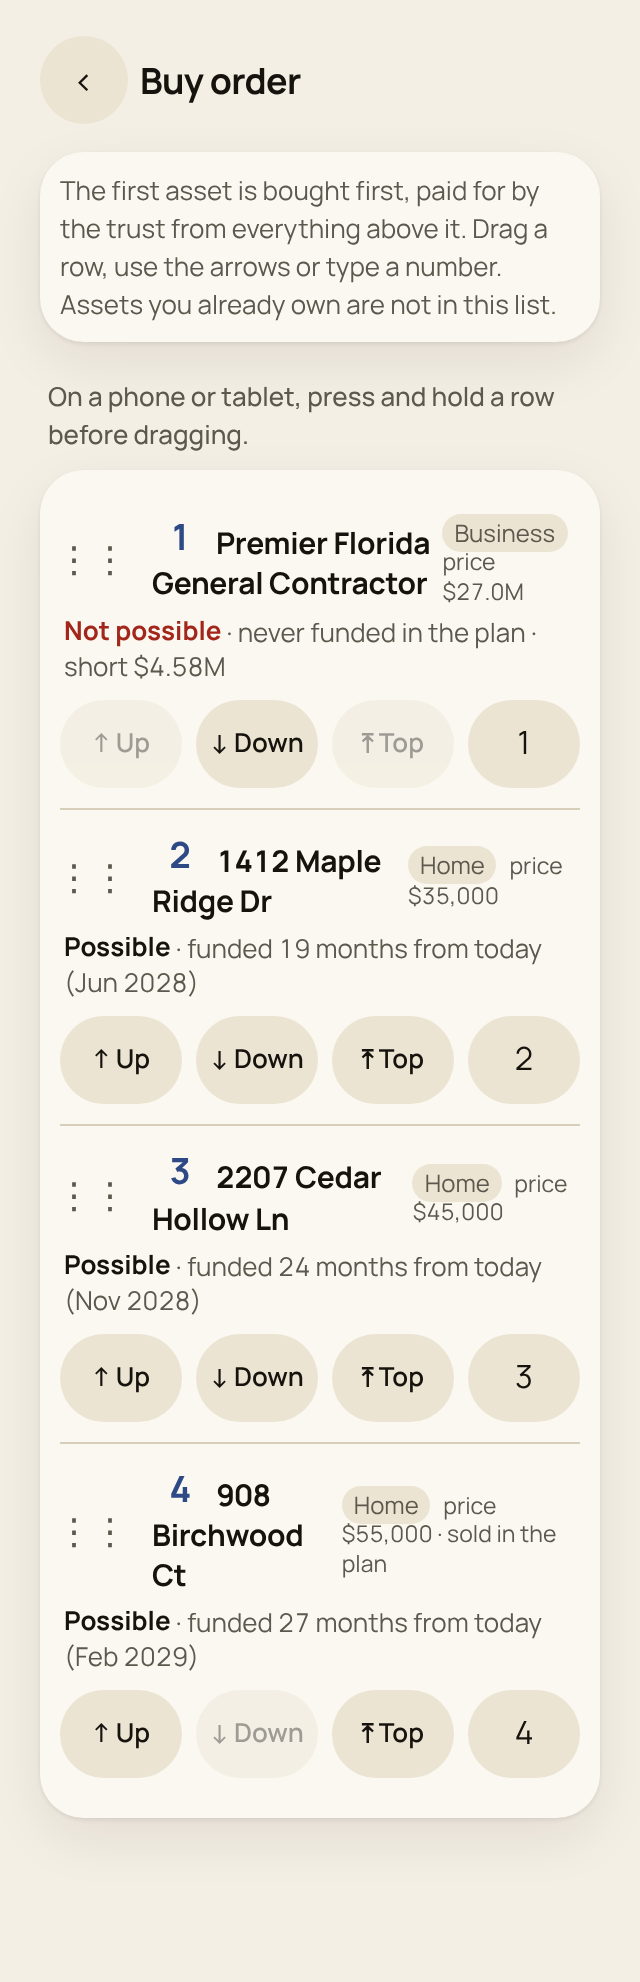 ‹ Buy order
The first asset is bought first, paid for by
the trust from everything above it. Drag a
row, use the arrows or type a number.
Assets you already own are not in this list.
On a phone or tablet, press and hold a row
before dragging.
⋮⋮ 1 Premier Florida
General Contractor
Business
price
$27.0M
Not possible · never funded in the plan ·
short $4.58M
↑ Up ↓ Down ⤒ Top 1
⋮⋮ 2 1412 Maple
Ridge Dr
Home price
$35,000
Possible · funded 19 months from today
(Jun 2028)
↑ Up ↓ Down ⤒ Top 2
⋮⋮ 3 2207 Cedar
Hollow Ln
Home price
$45,000
Possible · funded 24 months from today
(Nov 2028)
↑ Up ↓ Down ⤒ Top 3
⋮⋮ 4 908
Birchwood
Ct
Home price
$55,000 · sold in the
plan
Possible · funded 27 months from today
(Feb 2029)
↑ Up ↓ Down ⤒ Top 4